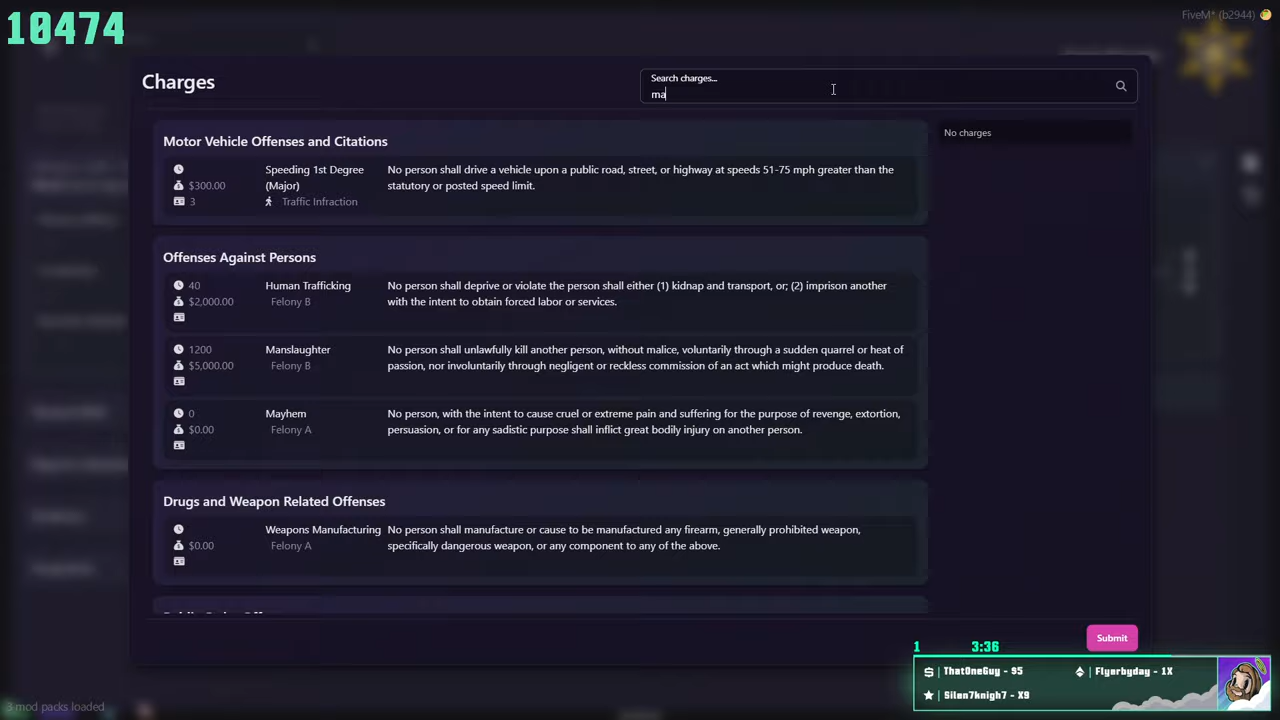 10474
FiveM* (b2944)
Charges
Search charges...
ma
Motor Vehicle Offenses and Citations
$300.00
3
Speeding 1st Degree
(Major)
Traffic Infraction
No person shall drive a vehicle upon a public road, street, or highway at speeds 51-75 mph greater than the
statutory or posted speed limit.
No charges
Offenses Against Persons
40
$2,000.00
Human Trafficking
Felony B
No person shall deprive or violate the person shall either (1) kidnap and transport, or; (2) imprison another
with the intent to obtain forced labor or services.
1200
$5,000.00
Manslaughter
Felony B
No person shall unlawfully kill another person, without malice, voluntarily through a sudden quarrel or heat of
passion, nor involuntarily through negligent or reckless commission of an act which might produce death.
0
$0.00
Mayhem
Felony A
No person, with the intent to cause cruel or extreme pain and suffering for the purpose of revenge, extortion,
persuasion, or for any sadistic purpose shall inflict great bodily injury on another person.
Drugs and Weapon Related Offenses
$0.00
Weapons Manufacturing
Felony A
No person shall manufacture or cause to be manufactured any firearm, generally prohibited weapon,
specifically dangerous weapon, or any component to any of the above.
Submit
1 3:36
ThatOneGuy - 95
Flyerbyday - 1X
Silen7knigh7 - X9
3 mod packs loaded